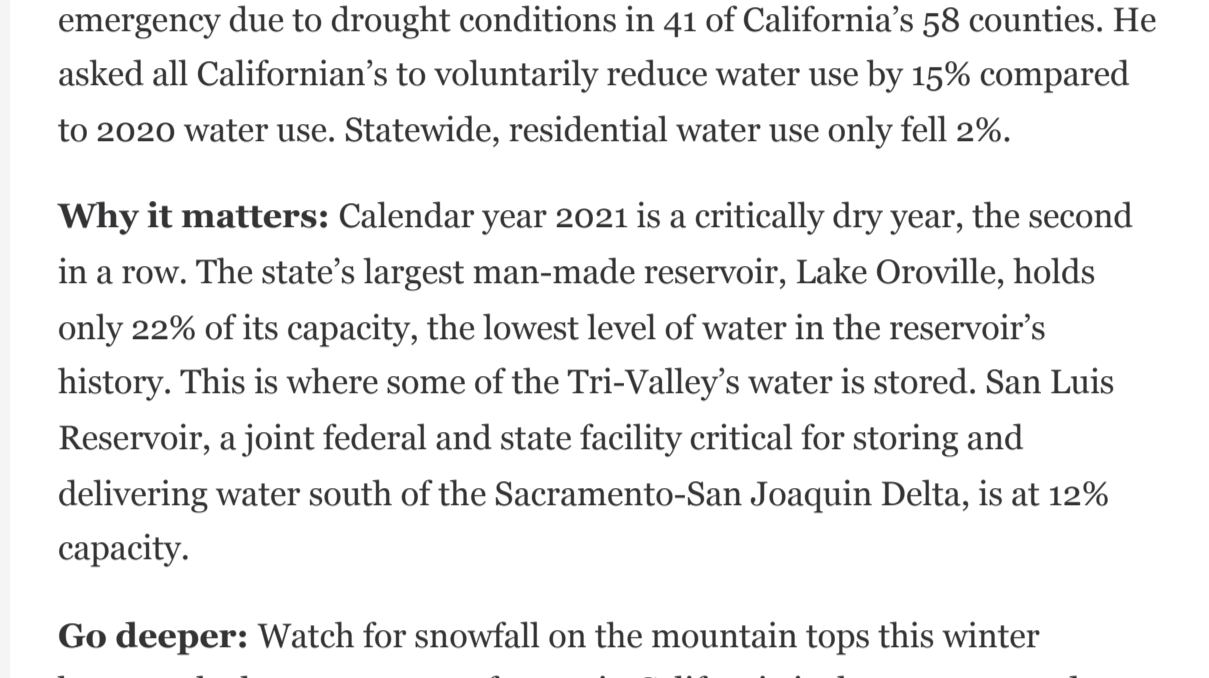 emergency due to drought conditions in 41 of California’s 58 counties. He
asked all Californian’s to voluntarily reduce water use by 15% compared
to 2020 water use. Statewide, residential water use only fell 2%.
Why it matters: Calendar year 2021 is a critically dry year, the second
in a row. The state’s largest man-made reservoir, Lake Oroville, holds
only 22% of its capacity, the lowest level of water in the reservoir’s
history. This is where some of the Tri-Valley’s water is stored. San Luis
Reservoir, a joint federal and state facility critical for storing and
delivering water south of the Sacramento-San Joaquin Delta, is at 12%
capacity.
Go deeper: Watch for snowfall on the mountain tops this winter